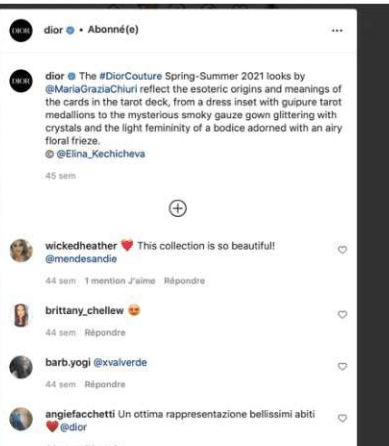 DIOR dior • Abonné(e) ...
DIOR dior The #DiorCouture Spring-Summer 2021 looks by
@MariaGraziaChiuri reflect the esoteric origins and meanings of
the cards in the tarot deck, from a dress inset with guipure tarot
medallions to the mysterious smoky gauze gown glittering with
crystals and the light femininity of a bodice adorned with an airy
floral frieze.
© @Elina_Kechicheva
45 sem
wickedheather ❤️ This collection is so beautiful!
@mendesandie
44 sem 1 mention J'aime Répondre
brittany_chellew 😍
44 sem Répondre
barb.yogi @xvalverde
44 sem Répondre
angiefacchetti Un ottima rappresentazione bellissimi abiti
❤️@dior